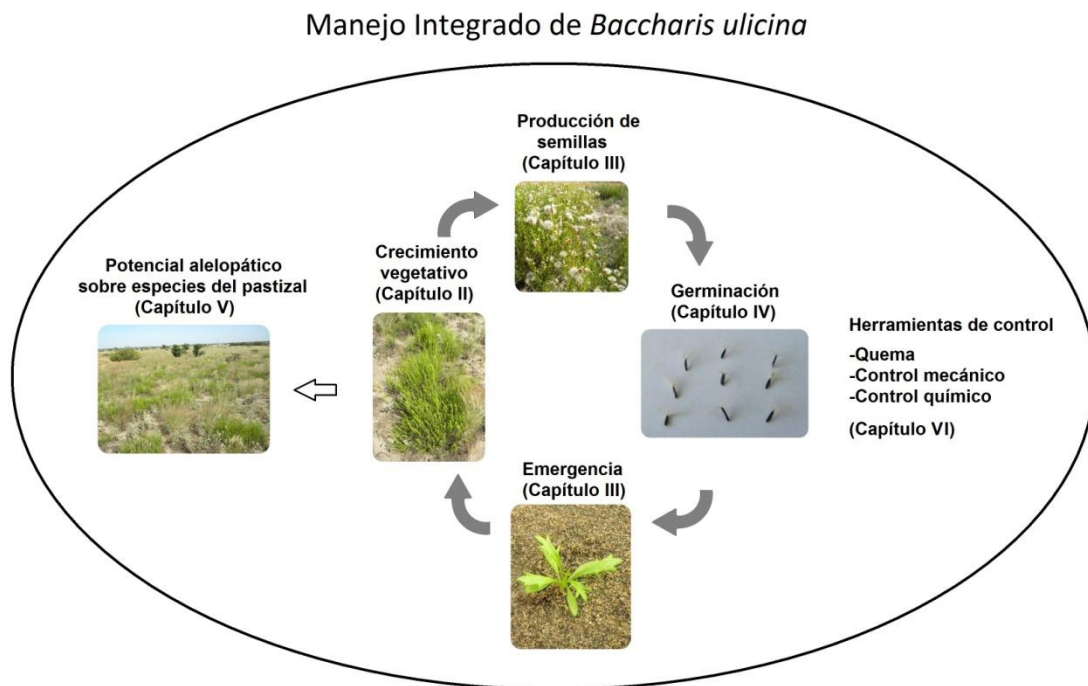 Manejo Integrado de Baccharis ulicina
Producción de
semillas
(Capítulo III)
Crecimiento
vegetativo
(Capítulo II)
Potencial alelopático
sobre especies del pastizal
(Capítulo V)
Germinación
(Capítulo IV)
Herramientas de control
-Quema
-Control mecánico
-Control químico
(Capítulo VI)
Emergencia
(Capítulo III)